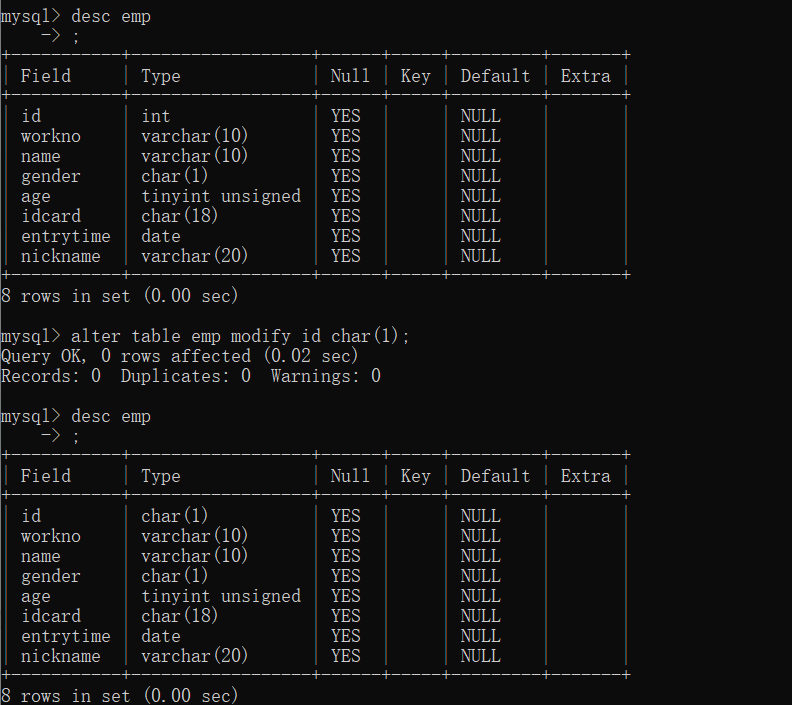 mysql> desc emp
    -> ;
+-----------+------------------+------+-----+---------+-------+
| Field     | Type             | Null | Key | Default | Extra |
+-----------+------------------+------+-----+---------+-------+
| id        | int              | YES  |     | NULL    |       |
| workno    | varchar(10)      | YES  |     | NULL    |       |
| name      | varchar(10)      | YES  |     | NULL    |       |
| gender    | char(1)          | YES  |     | NULL    |       |
| age       | tinyint unsigned | YES  |     | NULL    |       |
| idcard    | char(18)         | YES  |     | NULL    |       |
| entrytime | date             | YES  |     | NULL    |       |
| nickname  | varchar(20)      | YES  |     | NULL    |       |
+-----------+------------------+------+-----+---------+-------+
8 rows in set (0.00 sec)

mysql> alter table emp modify id char(1);
Query OK, 0 rows affected (0.02 sec)
Records: 0  Duplicates: 0  Warnings: 0

mysql> desc emp
    -> ;
+-----------+------------------+------+-----+---------+-------+
| Field     | Type             | Null | Key | Default | Extra |
+-----------+------------------+------+-----+---------+-------+
| id        | char(1)          | YES  |     | NULL    |       |
| workno    | varchar(10)      | YES  |     | NULL    |       |
| name      | varchar(10)      | YES  |     | NULL    |       |
| gender    | char(1)          | YES  |     | NULL    |       |
| age       | tinyint unsigned | YES  |     | NULL    |       |
| idcard    | char(18)         | YES  |     | NULL    |       |
| entrytime | date             | YES  |     | NULL    |       |
| nickname  | varchar(20)      | YES  |     | NULL    |       |
+-----------+------------------+------+-----+---------+-------+
8 rows in set (0.00 sec)